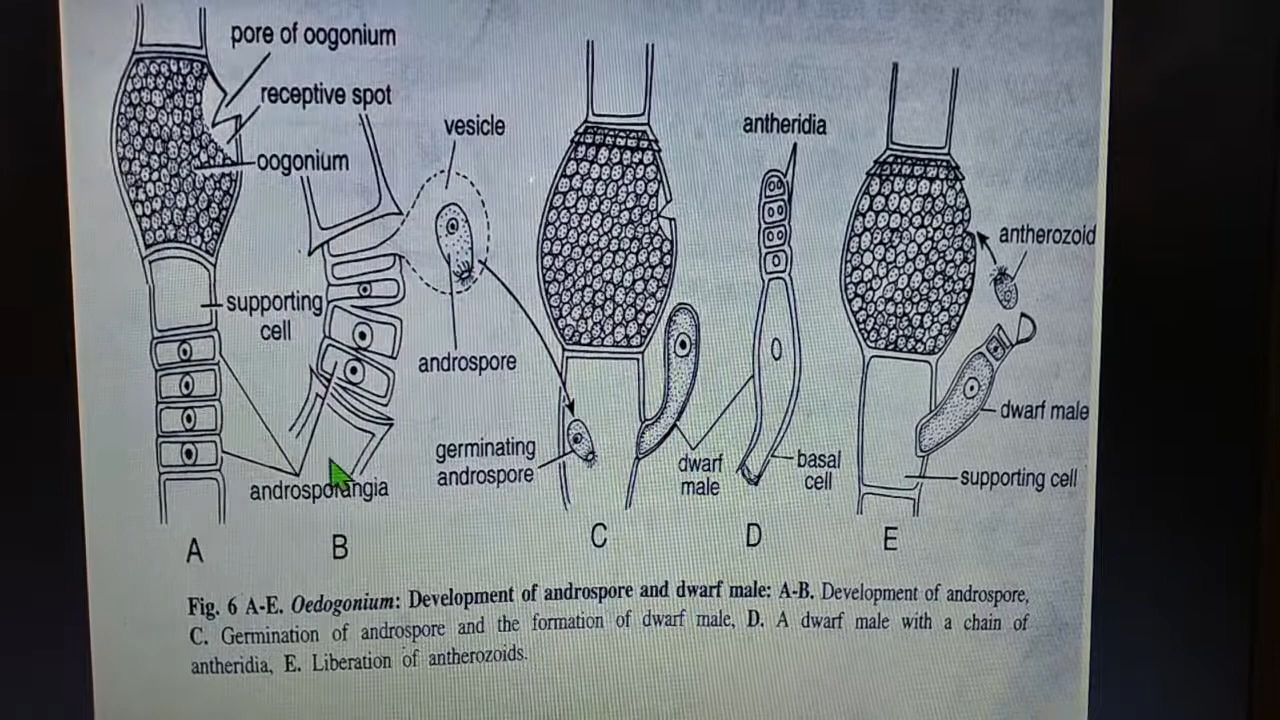 pore of oogonium
receptive spot
oogonium
vesicle
antheridia
antherozoid
supporting
cell
androspore
germinating
androspore
dwarf
male
basal
cell
dwarf male
supporting cell
androsporangia
A
B
C
D
E
Fig. 6 A-E. Oedogonium: Development of androspore and dwarf male: A-B. Development of androspore,
C. Germination of androspore and the formation of dwarf male, D. A dwarf male with a chain of
antheridia, E. Liberation of antherozoids.